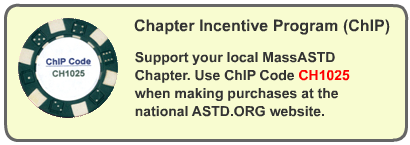 Chapter Incentive Program (ChIP)
ChIP Code
CH1025
Support your local MassASTD
Chapter. Use ChIP Code CH1025
when making purchases at the
national ASTD.ORG website.